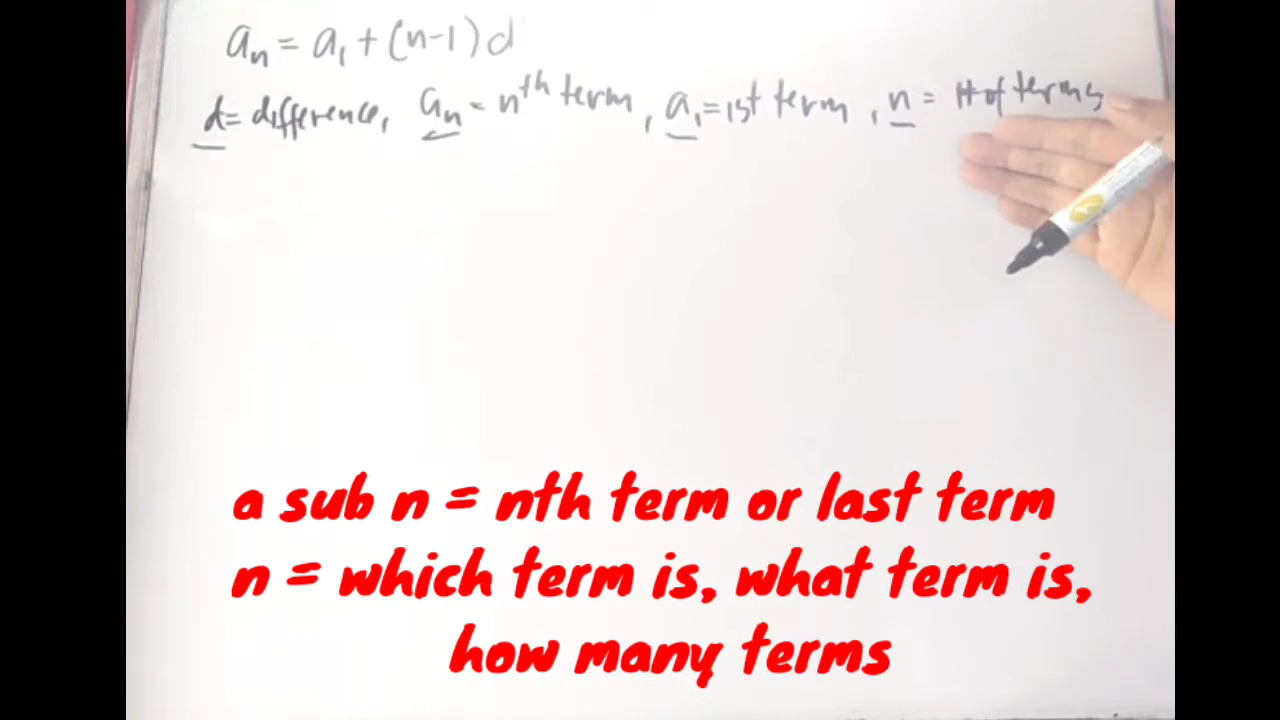 aₙ = a₁ + (n-1)d
d = difference, aₙ = nᵗʰ term, a₁ = 1st term, n = # of terms
a sub n = nth term or last term
n = which term is, what term is,
how many terms